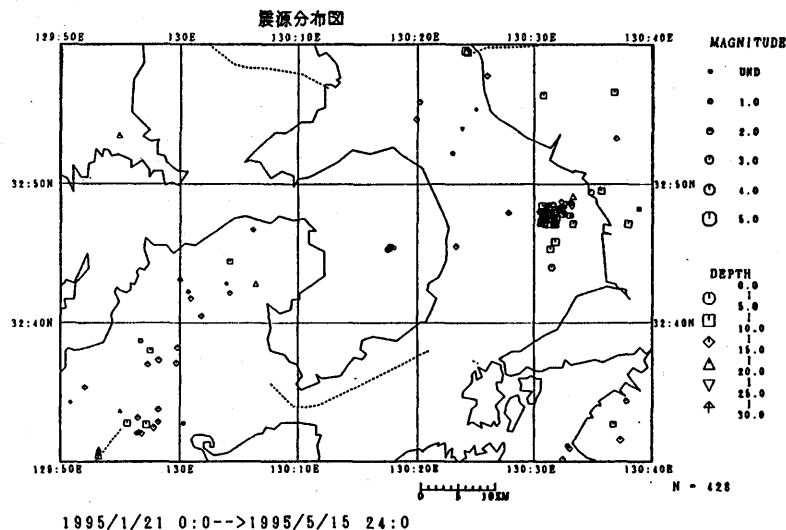 震源分布図
129:50E 130E 130:10E 130:20E 130:30E 130:40E
MAGNITUDE
UND
1.0
2.0
3.0
4.0
5.0
32:50N 32:50N
DEPTH
0.0
5.0
10.0
15.0
20.0
25.0
30.0
32:40N 32:40N
129:50E 130E 130:10E 130:20E 130:30E 130:40E
0 5 10KM
N = 428
1995/1/21 0:0-->1995/5/15 24:0